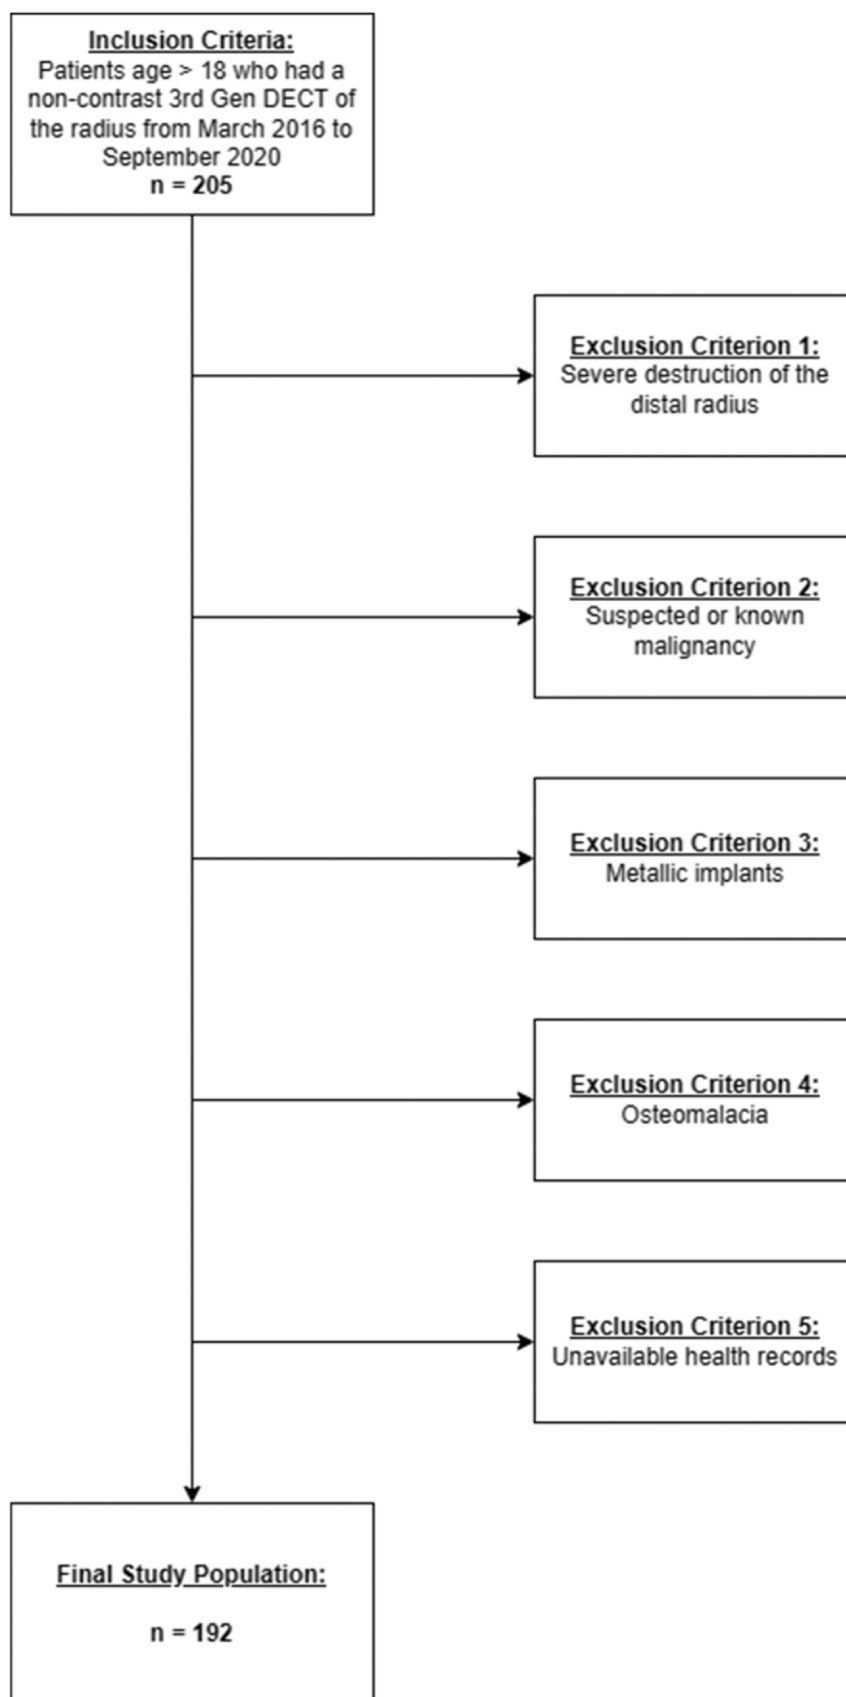 Inclusion Criteria:
Patients age > 18 who had a
non-contrast 3rd Gen DECT of
the radius from March 2016 to
September 2020
n = 205
Exclusion Criterion 1:
Severe destruction of the
distal radius
Exclusion Criterion 2:
Suspected or known
malignancy
Exclusion Criterion 3:
Metallic implants
Exclusion Criterion 4:
Osteomalacia
Exclusion Criterion 5:
Unavailable health records
Final Study Population:
n = 192